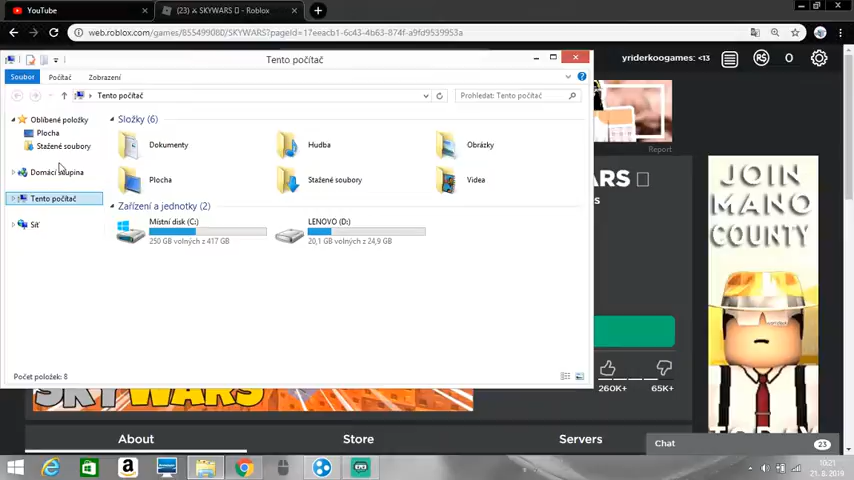 YouTube
(23) ⚔ SKYWARS - Roblox
web.roblox.com/games/855499080/SKYWARS?pageId=17eeacb1-6c43-4b63-874f-a9fd9539953a
Tento počítač
yriderkoogames: <13
0
Soubor
Počítač
Zobrazení
Tento počítač
Prohledat: Tento počítač
Oblíbené položky
Plocha
Stažené soubory
Domácí skupina
Tento počítač
Síť
Složky (6)
Dokumenty
Hudba
Obrázky
Plocha
Stažené soubory
Videa
Zařízení a jednotky (2)
Místní disk (C:)
250 GB volných z 417 GB
LENOVO (D:)
20,1 GB volných z 24,9 GB
Počet položek: 8
Report
RS
JOIN
MANO
COUNTY
TODAY
260K+
65K+
SKYWARS
About
Store
Servers
Chat
23
10:21
21. 8. 2019